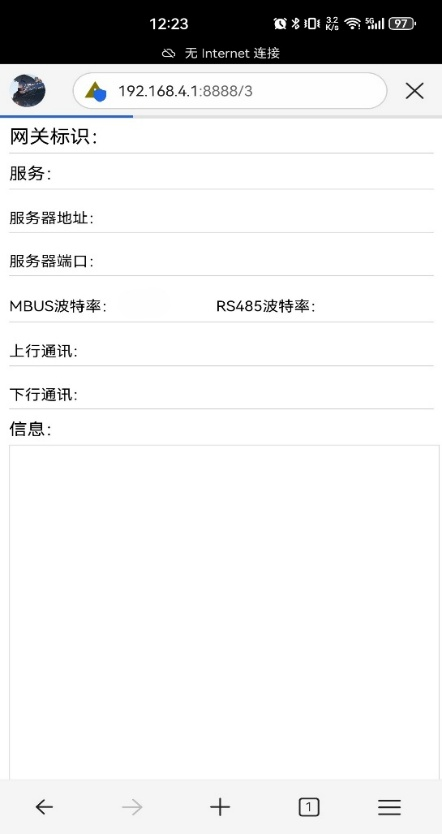 12:23
3.2 K/s 5G 97
无 Internet 连接
192.168.4.1:8888/3
网关标识：
服务：
服务器地址：
服务器端口：
MBUS波特率： RS485波特率：
上行通讯：
下行通讯：
信息：
1